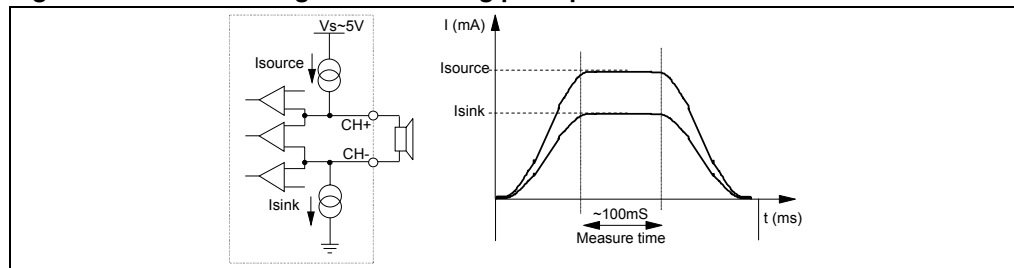 Vs~5V
Isource
CH+
CH-
Isink
I (mA)
Isource
Isink
~100mS
Measure time
t (ms)